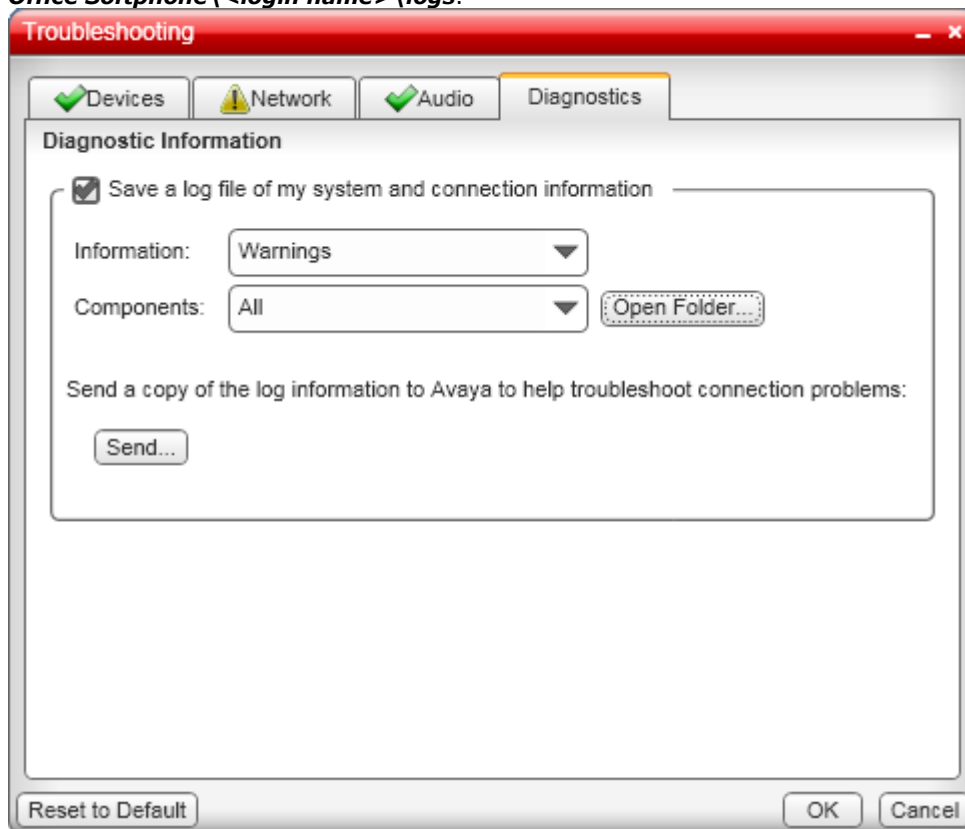 Office Softphone\<login name>\logs.
Troubleshooting
Devices Network Audio Diagnostics
Diagnostic Information
Save a log file of my system and connection information
Information: Warnings
Components: All Open Folder...
Send a copy of the log information to Avaya to help troubleshoot connection problems:
Send...
Reset to Default OK Cancel